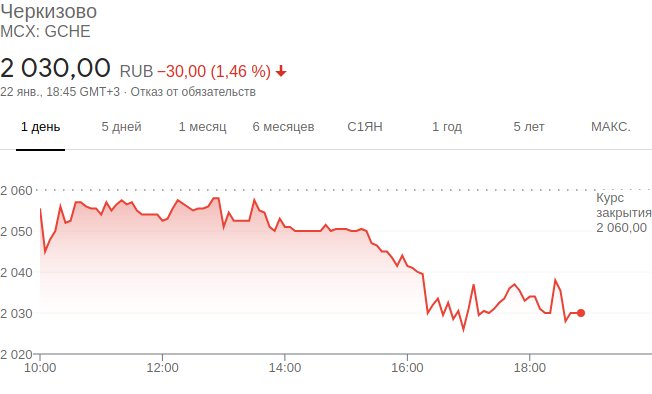 Черкизово
MCX: GCHE
2 030,00 RUB −30,00 (1,46 %)
22 янв., 18:45 GMT+3 · Отказ от обязательств
1 день 5 дней 1 месяц 6 месяцев С1ЯН 1 год 5 лет МАКС.
2 060
Курс
закрытия
2 060,00
2 050
2 040
2 030
2 020
10:00 12:00 14:00 16:00 18:00